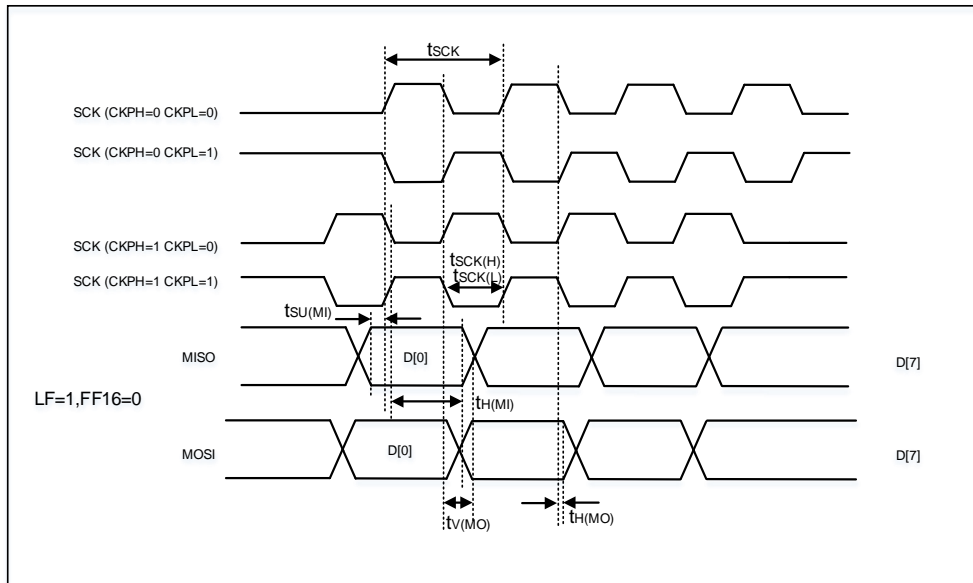 tSCK
SCK (CKPH=0 CKPL=0)
SCK (CKPH=0 CKPL=1)
SCK (CKPH=1 CKPL=0)
tSCK(H)
tSCK(L)
SCK (CKPH=1 CKPL=1)
tSU(MI)
MISO
D[0]
D[7]
LF=1,FF16=0
tH(MI)
MOSI
D[0]
D[7]
tV(MO)
tH(MO)